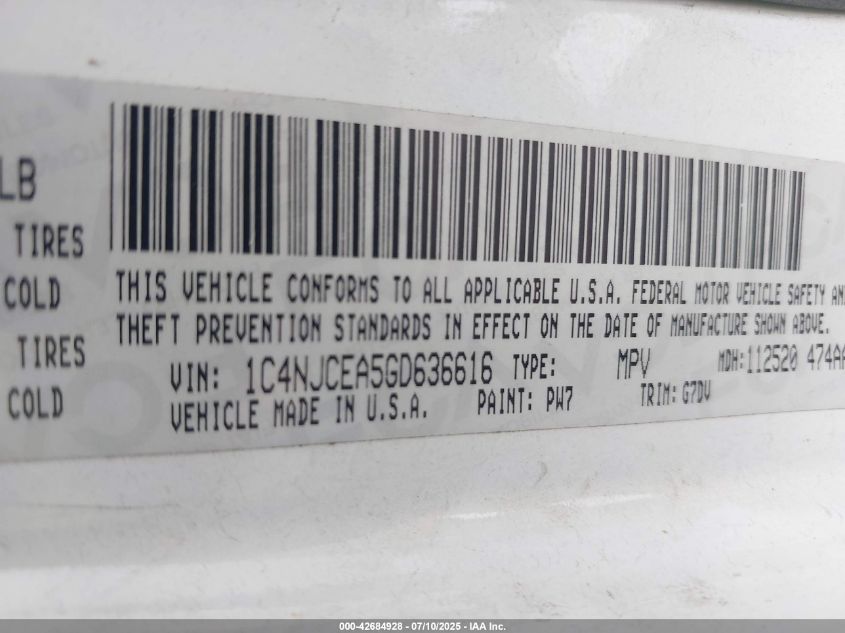 LB
TIRES
COLD
TIRES
COLD
THIS VEHICLE CONFORMS TO ALL APPLICABLE U.S.A. FEDERAL MOTOR VEHICLE SAFETY AN
THEFT PREVENTION STANDARDS IN EFFECT ON THE DATE OF MANUFACTURE SHOWN ABOVE.
VIN: 1C4NJCEA5GD636616 TYPE: MPV MDH:112520 474AA
VEHICLE MADE IN U.S.A. PAINT: PW7 TRIM: G7DV
000-42684928 - 07/10/2025 - IAA Inc.